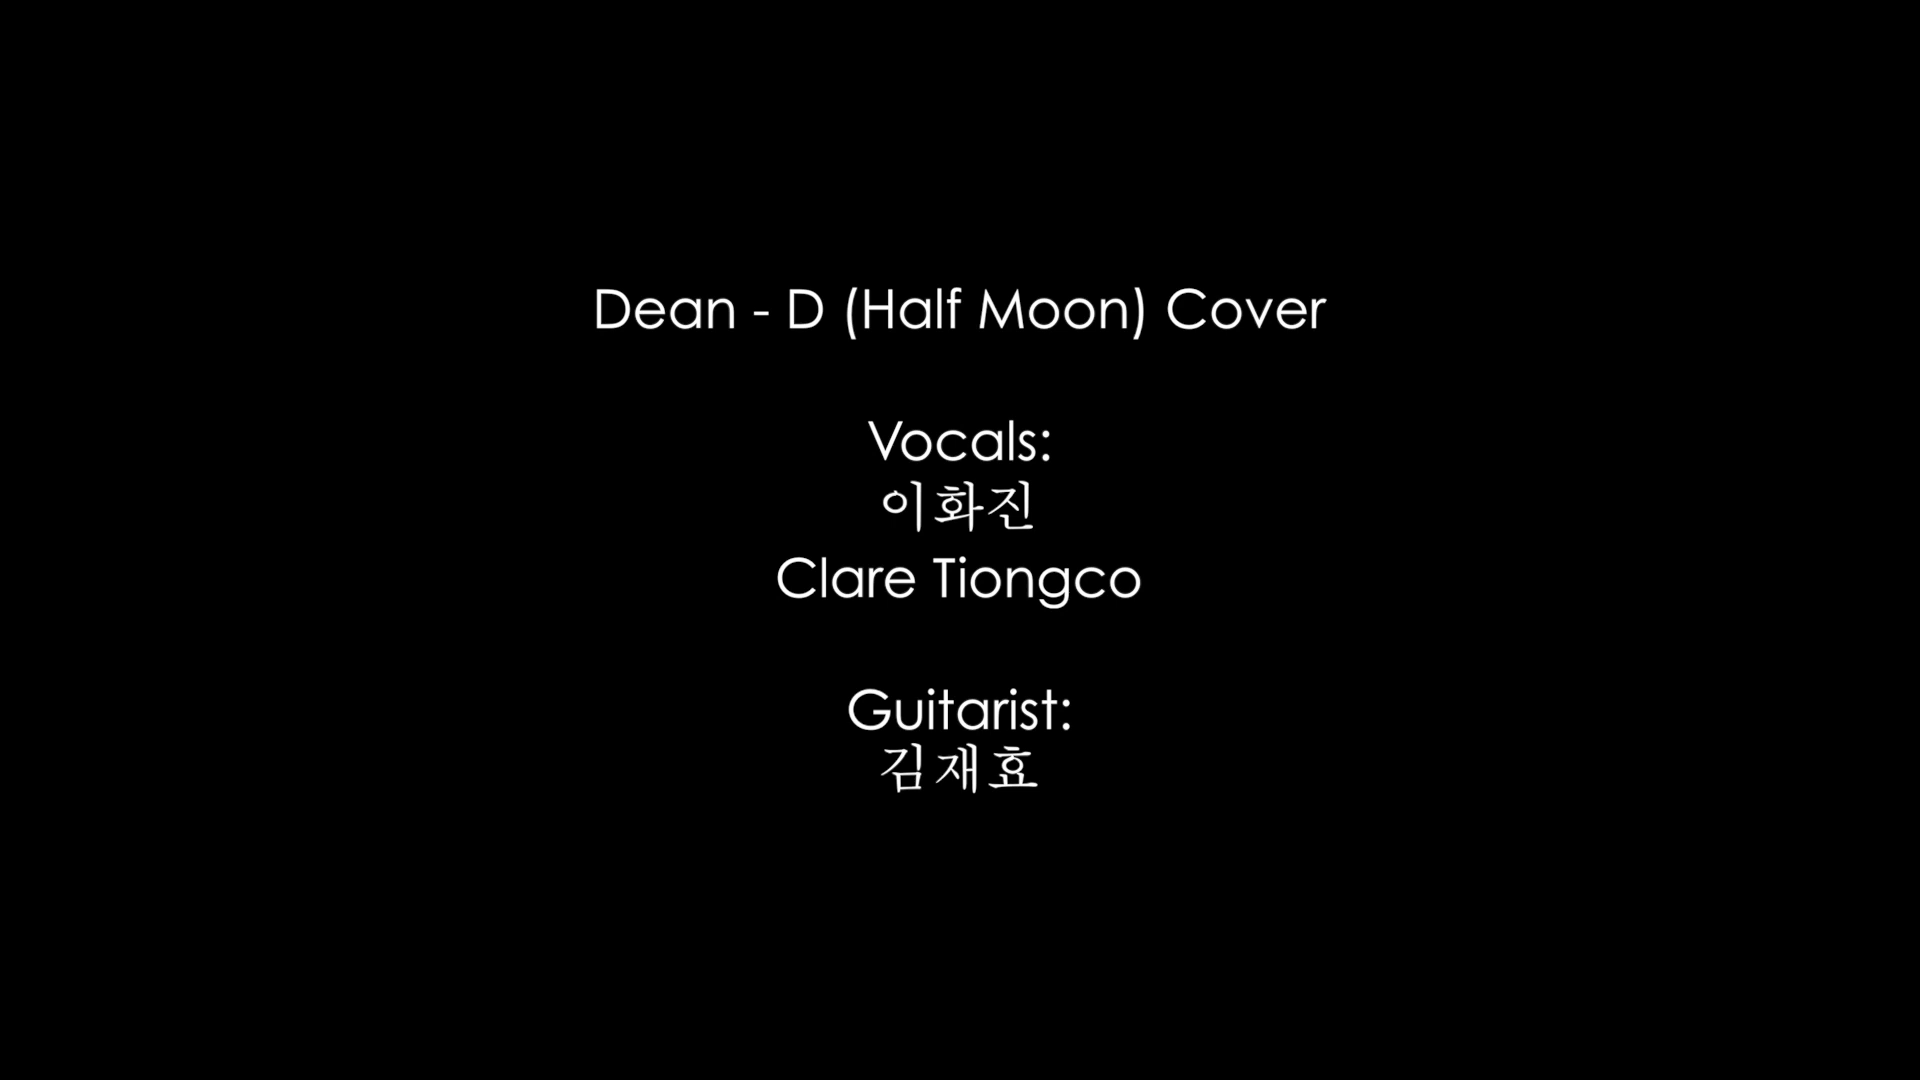 Dean - D (Half Moon) Cover
Vocals:
이화진
Clare Tiongco
Guitarist:
김재효